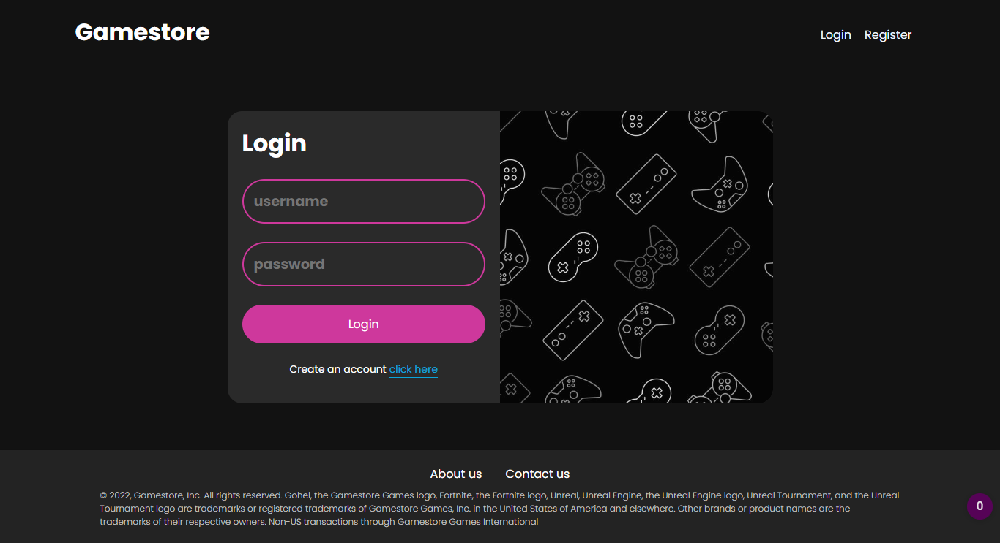 Gamestore
Login Register
Login
username
password
Login
Create an account click here
About us Contact us
© 2022, Gamestore, Inc. All rights reserved. Gohel, the Gamestore Games logo, Fortnite, the Fortnite logo, Unreal, Unreal Engine, the Unreal Engine logo, Unreal Tournament, and the Unreal
Tournament logo are trademarks or registered trademarks of Gamestore Games, Inc. in the United States of America and elsewhere. Other brands or product names are the
trademarks of their respective owners. Non-US transactions through Gamestore Games International
0